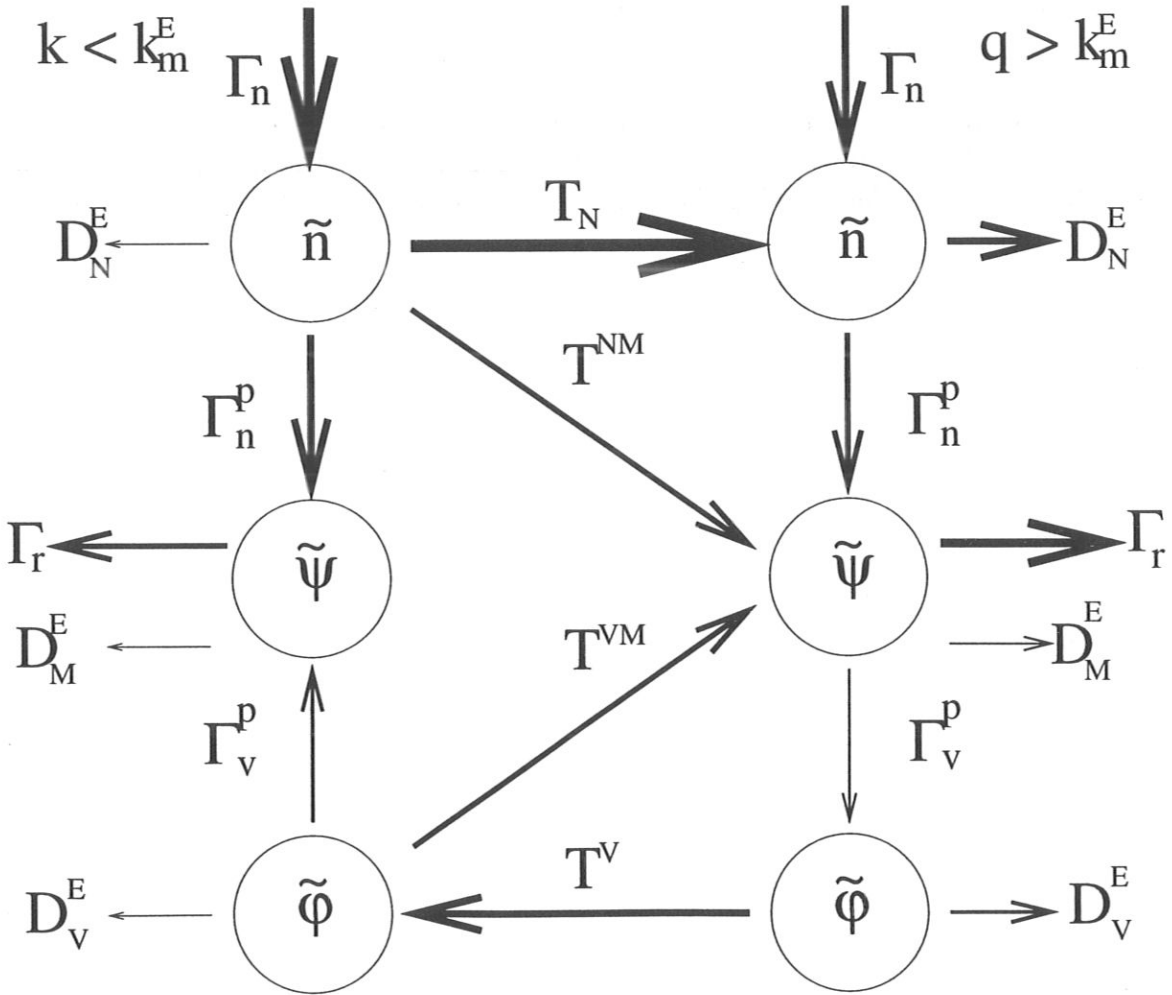 k < k_m^E Γ_n Γ_n q > k_m^E
D_N^E ñ T_N ñ D_N^E
T^NM
Γ_n^p Γ_n^p
Γ_r ψ̃ ψ̃ Γ_r
D_M^E T^VM D_M^E
Γ_v^p Γ_v^p
D_v^E φ̃ T^V φ̃ D_v^E